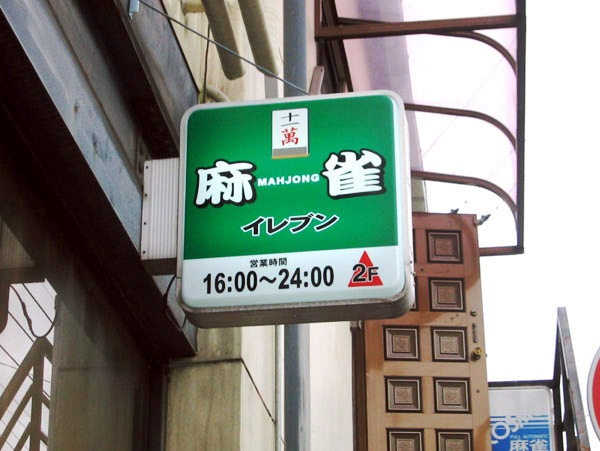 十一
萬
麻 MAHJONG 雀
イレブン
営業時間
16:00～24:00 2F
FULL AUTOMATIC
麻雀